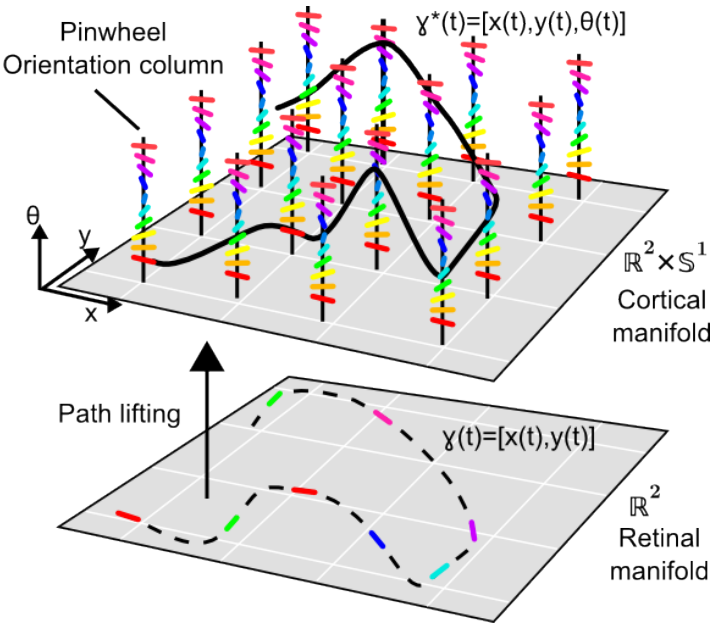 Pinwheel
Orientation column
ɣ*(t)=[x(t),y(t),θ(t)]
θ
y
x
ℝ²×𝕊¹
Cortical
manifold
Path lifting
ɣ(t)=[x(t),y(t)]
ℝ²
Retinal
manifold